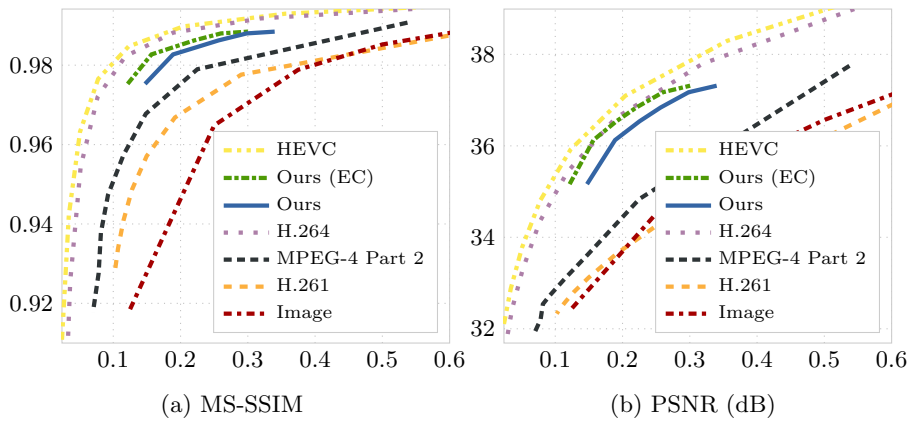 0.98
0.96
0.94
0.92
HEVC
Ours (EC)
Ours
H.264
MPEG-4 Part 2
H.261
Image
0.1 0.2 0.3 0.4 0.5 0.6
(a) MS-SSIM
38
36
34
32
HEVC
Ours (EC)
Ours
H.264
MPEG-4 Part 2
H.261
Image
0.1 0.2 0.3 0.4 0.5 0.6
(b) PSNR (dB)